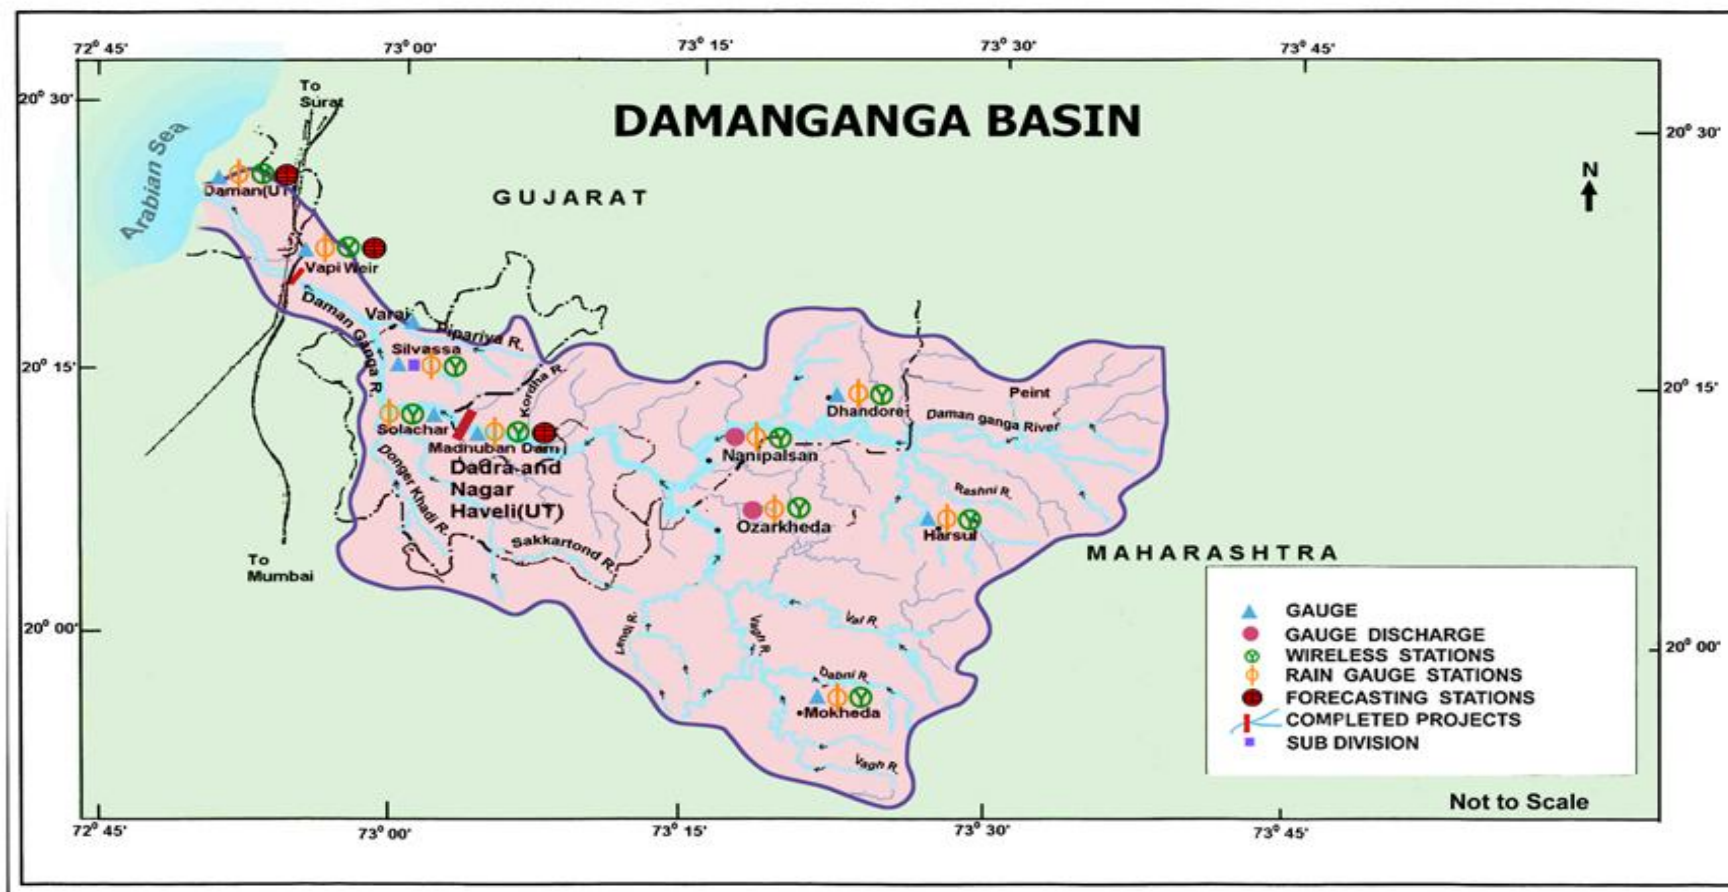 72° 45'
73° 00'
73° 15'
73° 30'
73° 45'
20° 30'
To
Surat
DAMANGANGA BASIN
20° 30'
Arabian Sea
N
GUJARAT
Daman(UT)
Vapi Weir
Daman Ganga R.
Varai
Pipariya R.
Silvassa
20° 15'
20° 15'
Kordha R.
Peint
Dhandore
Daman ganga River
Solachar
Madhuban Dam
Nanipalsan
Dadra and
Nagar
Haveli(UT)
Donger Khadi R.
Rashni R.
Ozarkheda
Harsul
Sakkartond R.
MAHARASHTRA
To
Mumbai
GAUGE
GAUGE DISCHARGE
WIRELESS STATIONS
RAIN GAUGE STATIONS
FORECASTING STATIONS
COMPLETED PROJECTS
SUB DIVISION
20° 00'
20° 00'
Lendi R.
Vagh R.
Val R.
Dabni R.
Mokheda
Vagh R.
Not to Scale
72° 45'
73° 00'
73° 15'
73° 30'
73° 45'